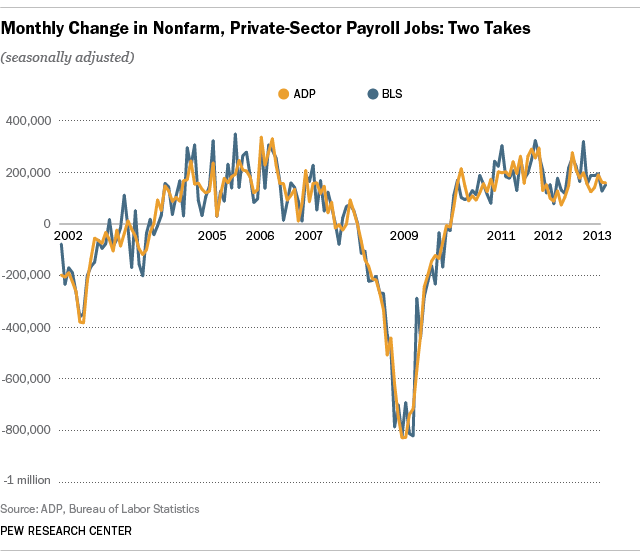 Monthly Change in Nonfarm, Private-Sector Payroll Jobs: Two Takes
(seasonally adjusted)
ADP BLS
400,000
200,000
0
2002 2005 2006 2007 2009 2011 2012 2013
-200,000
-400,000
-600,000
-800,000
-1 million
Source: ADP, Bureau of Labor Statistics
PEW RESEARCH CENTER